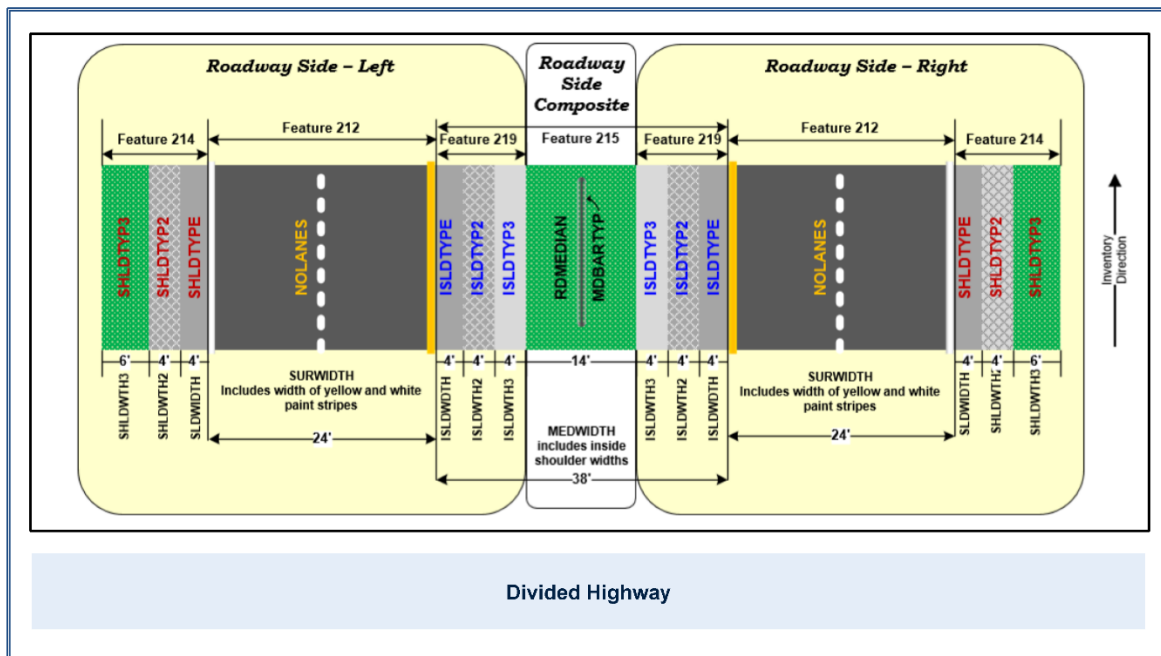 Roadway Side – Left
Roadway
Side
Composite
Roadway Side – Right
Feature 214
Feature 212
Feature 219
Feature 215
Feature 219
Feature 212
Feature 214
SHLDTYP3
SHLDTYP2
SHLDTYPE
NOLANES
ISLDTYPE
ISLDTYP2
ISLDTYP3
RDMEDIAN
MDBARTYP
ISLDTYP3
ISLDTYP2
ISLDTYPE
NOLANES
SHLDTYPE
SHLDTYP2
SHLDTYP3
Inventory
Direction
6'
4'
4'
4'
4'
4'
14'
4'
4'
4'
4'
4'
6'
SHLDWTH3
SHLDWTH2
SLDWIDTH
SURWIDTH
Includes width of yellow and white
paint stripes
24'
ISLDWDTH
ISLDWTH2
ISLDWTH3
MEDWIDTH
includes inside
shoulder widths
38'
ISLDWTH3
ISLDWTH2
ISLDWDTH
SURWIDTH
Includes width of yellow and white
paint stripes
24'
SLDWIDTH
SHLDWTH2
SHLDWTH3
Divided Highway